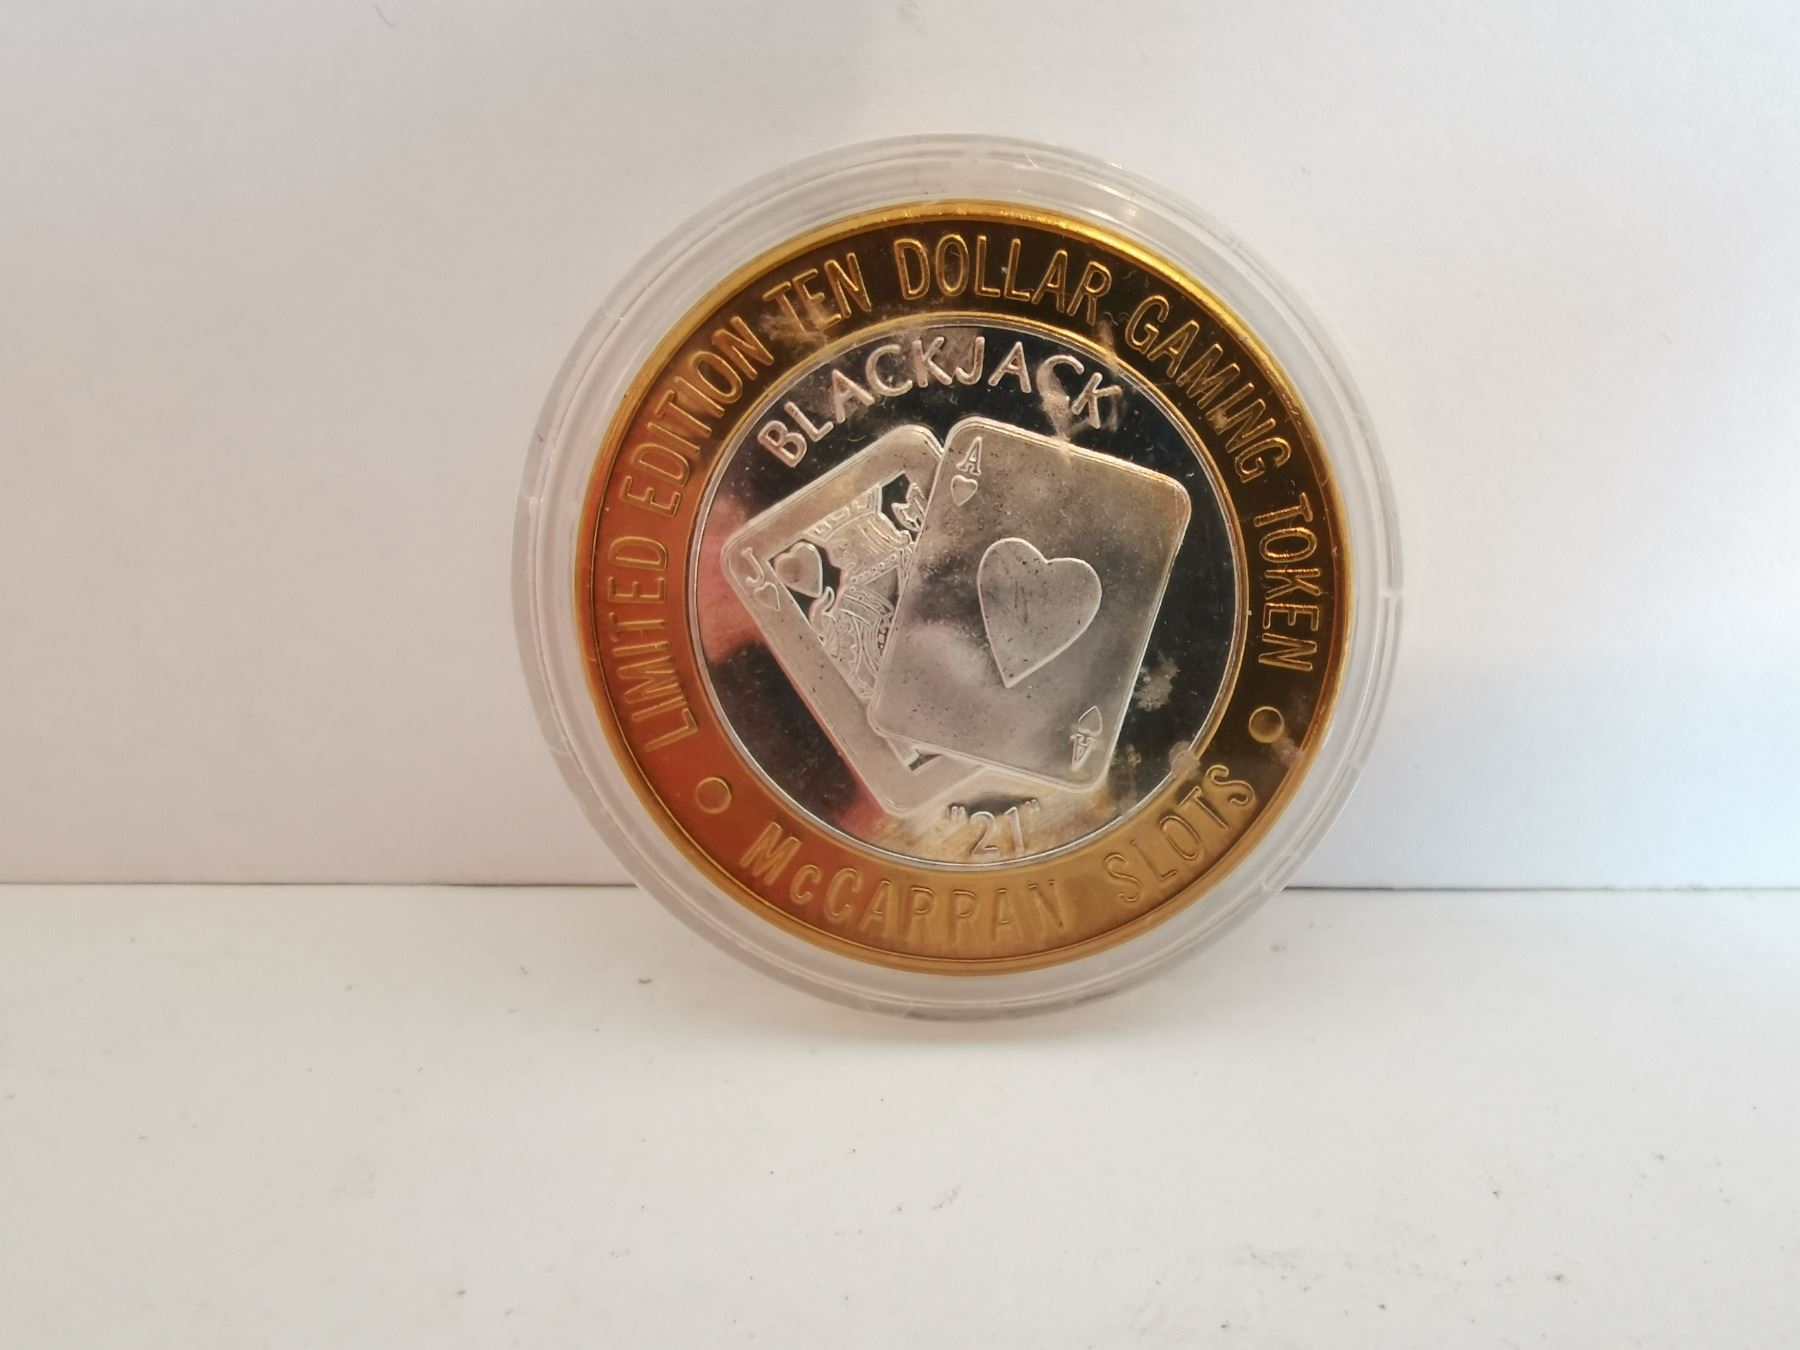 LIMITED EDITION TEN DOLLAR GAMING TOKEN
BLACKJACK
A
J
A
"21"
McCARRAN SLOTS